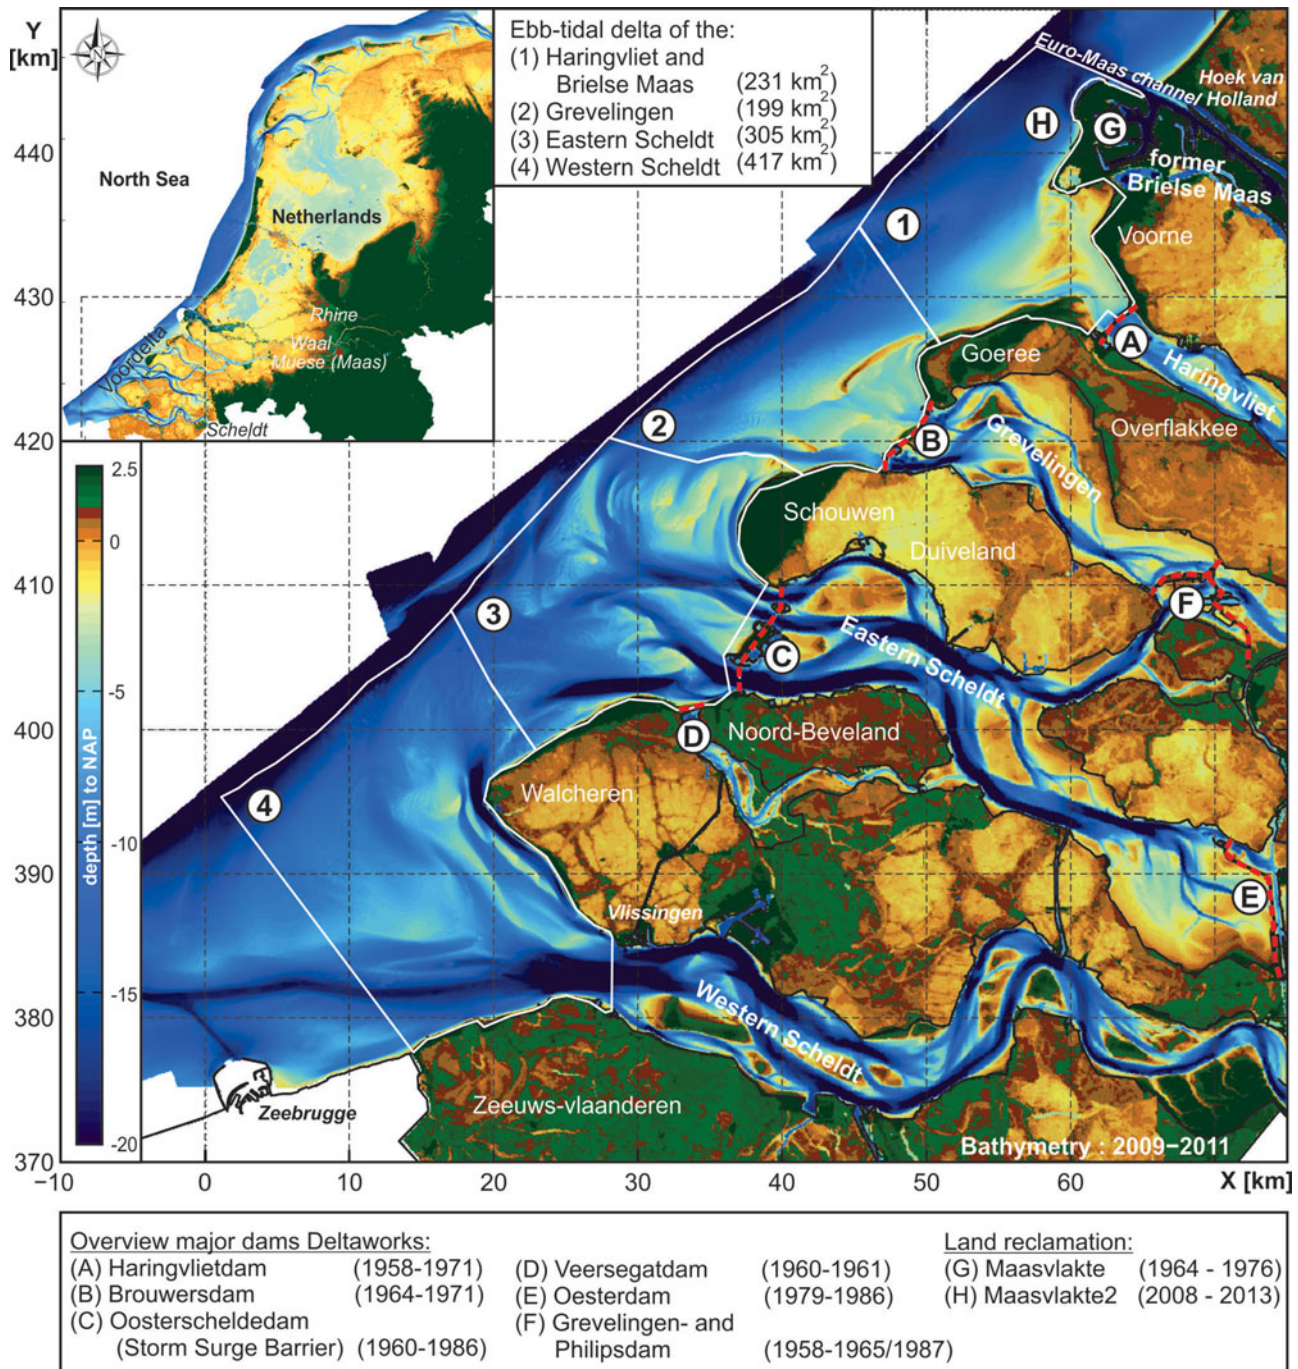 Y
[km]
N
North Sea
Netherlands
Rhine
Waal
Muese (Maas)
Voordelta
Scheldt
Ebb-tidal delta of the:
(1) Haringvliet and
Brielse Maas (231 km²)
(2) Grevelingen (199 km²)
(3) Eastern Scheldt (305 km²)
(4) Western Scheldt (417 km²)
Euro-Maas channel
Hoek van
Holland
H
G
former
Brielse Maas
1
Voorne
A
Haringvliet
Goeree
2
B
Grevelingen
Overflakkee
Schouwen
Duiveland
F
3
C
Eastern Scheldt
D
Noord-Beveland
Walcheren
4
E
Vlissingen
Western Scheldt
Zeebrugge
Zeeuws-vlaanderen
Bathymetry : 2009-2011
440
430
420
410
400
390
380
370
2.5
0
-5
-10
-15
-20
depth [m] to NAP
-10 0 10 20 30 40 50 60 X [km]
Overview major dams Deltaworks:
(A) Haringvlietdam (1958-1971)
(B) Brouwersdam (1964-1971)
(C) Oosterscheldedam
(Storm Surge Barrier) (1960-1986)
(D) Veersegatdam (1960-1961)
(E) Oesterdam (1979-1986)
(F) Grevelingen- and
Philipsdam (1958-1965/1987)
Land reclamation:
(G) Maasvlakte (1964 - 1976)
(H) Maasvlakte2 (2008 - 2013)